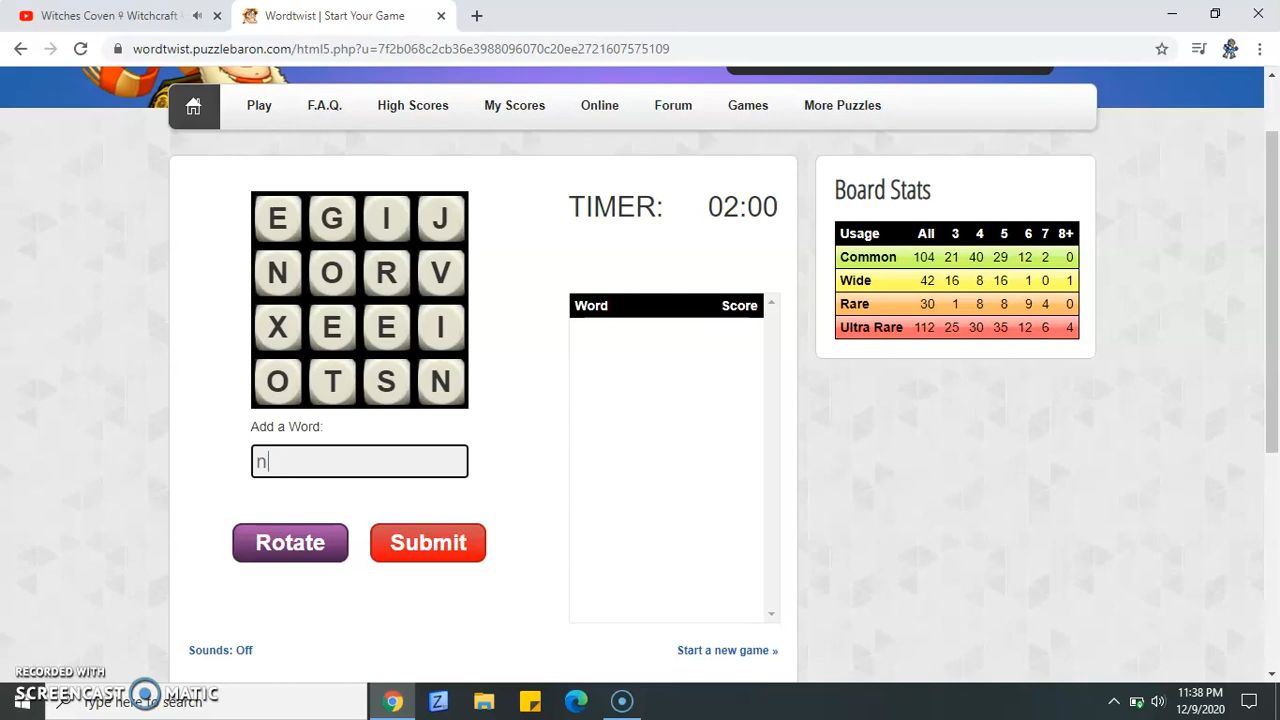 Witches Coven 9 Witchcraft
Wordtwist | Start Your Game
wordtwist.puzzlebaron.com/html5.php?u=7f2b068c2cb36e3988096070c20ee2721607575109
Play F.A.Q. High Scores My Scores Online Forum Games More Puzzles
E G I J
N O R V
X E E I
O T S N
Add a Word:
n
Rotate Submit
Sounds: Off
TIMER: 02:00
Word Score
Start a new game »
Board Stats
Usage All 3 4 5 6 7 8+
Common 104 21 40 29 12 2 0
Wide 42 16 8 16 1 0 1
Rare 30 1 8 8 9 4 0
Ultra Rare 112 25 30 35 12 6 4
RECORDED WITH
SCREENCAST MATIC
Type here to search
11:38 PM
12/9/2020